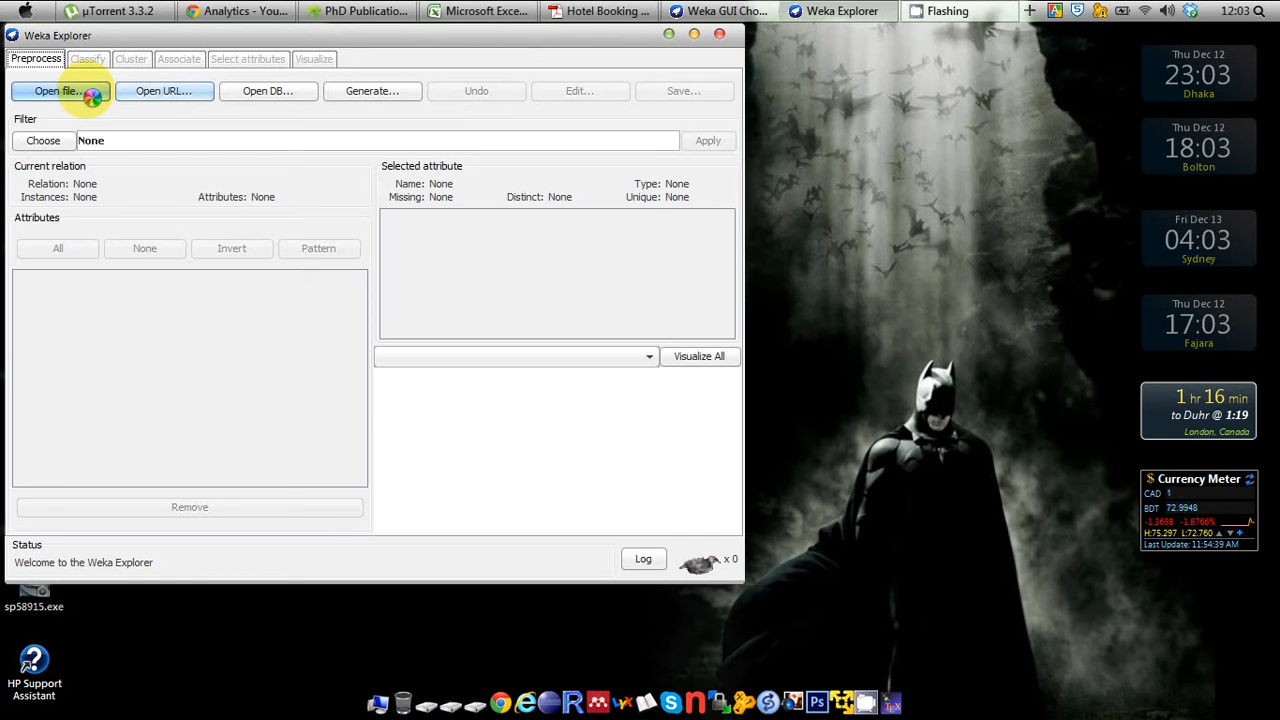 µTorrent 3.3.2
Analytics - You...
PhD Publicatio...
Microsoft Exce...
Hotel Booking ...
Weka GUI Cho...
Weka Explorer
Flashing
12:03
Weka Explorer
Preprocess
Classify
Cluster
Associate
Select attributes
Visualize
Open file...
Open URL...
Open DB...
Generate...
Undo
Edit...
Save...
Filter
Choose
None
Apply
Current relation
Relation: None
Instances: None
Attributes: None
Selected attribute
Name: None
Type: None
Missing: None
Distinct: None
Unique: None
Attributes
All
None
Invert
Pattern
Visualize All
Remove
Status
Welcome to the Weka Explorer
Log
x 0
Thu Dec 12
23:03
Dhaka
Thu Dec 12
18:03
Bolton
Fri Dec 13
04:03
Sydney
Thu Dec 12
17:03
Fajara
1 hr 16 min
to Duhr @ 1:19
London, Canada
$ Currency Meter
CAD 1
BDT 72.9948
-1.3698 -1.8766%
H:75.297 L:72.760
Last Update: 11:54:39 AM
sp58915.exe
HP Support
Assistant
Ps
TEX